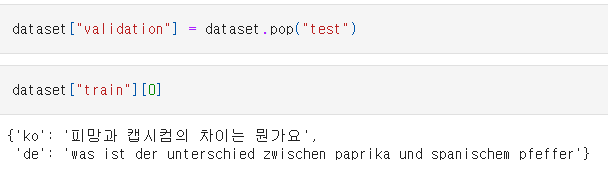 dataset["validation"] = dataset.pop("test")
dataset["train"][0]
{'ko': '피망과 캡시컴의 차이는 뭔가요',
 'de': 'was ist der unterschied zwischen paprika und spanischem pfeffer'}